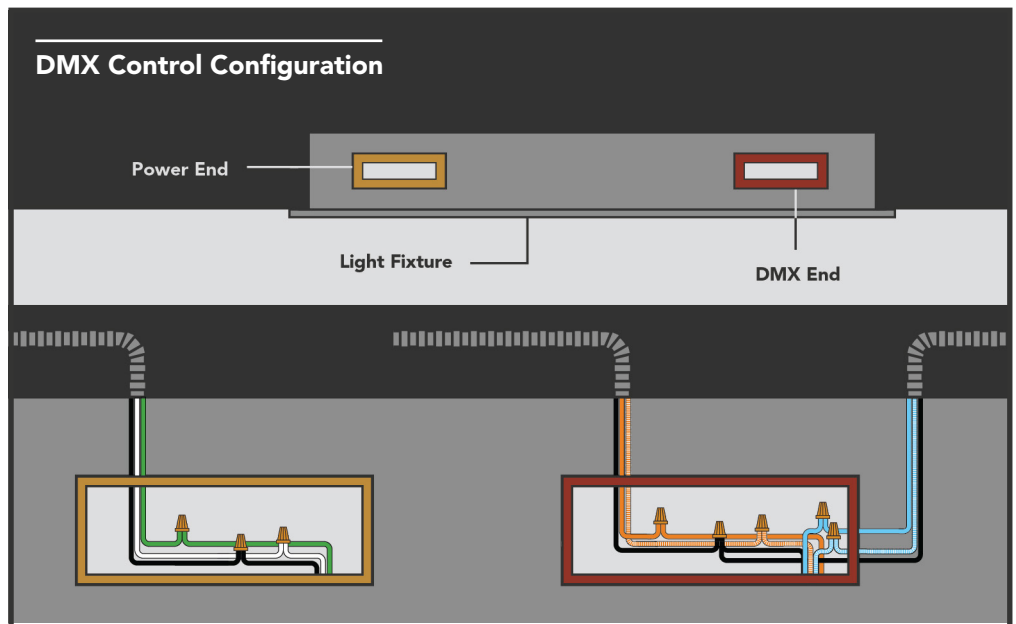 DMX Control Configuration
Power End
Light Fixture
DMX End